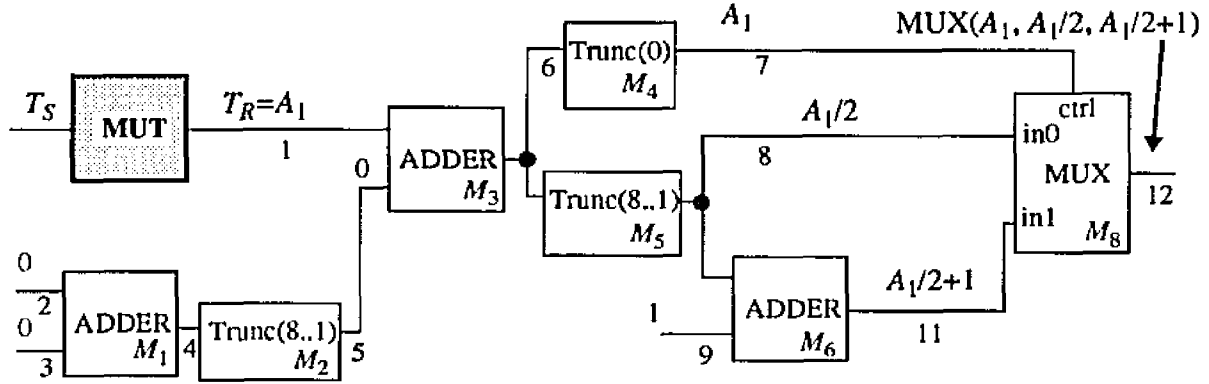 A₁
MUX(A₁, A₁/2, A₁/2+1)
Trunc(0)
M₄
6
7
T_S
MUT
T_R=A₁
1
0
ADDER
M₃
A₁/2
8
ctrl
in0
MUX
in1
M₈
12
Trunc(8..1)
M₅
0
2
0
3
ADDER
M₁
4
Trunc(8..1)
M₂
5
1
9
ADDER
M₆
A₁/2+1
11